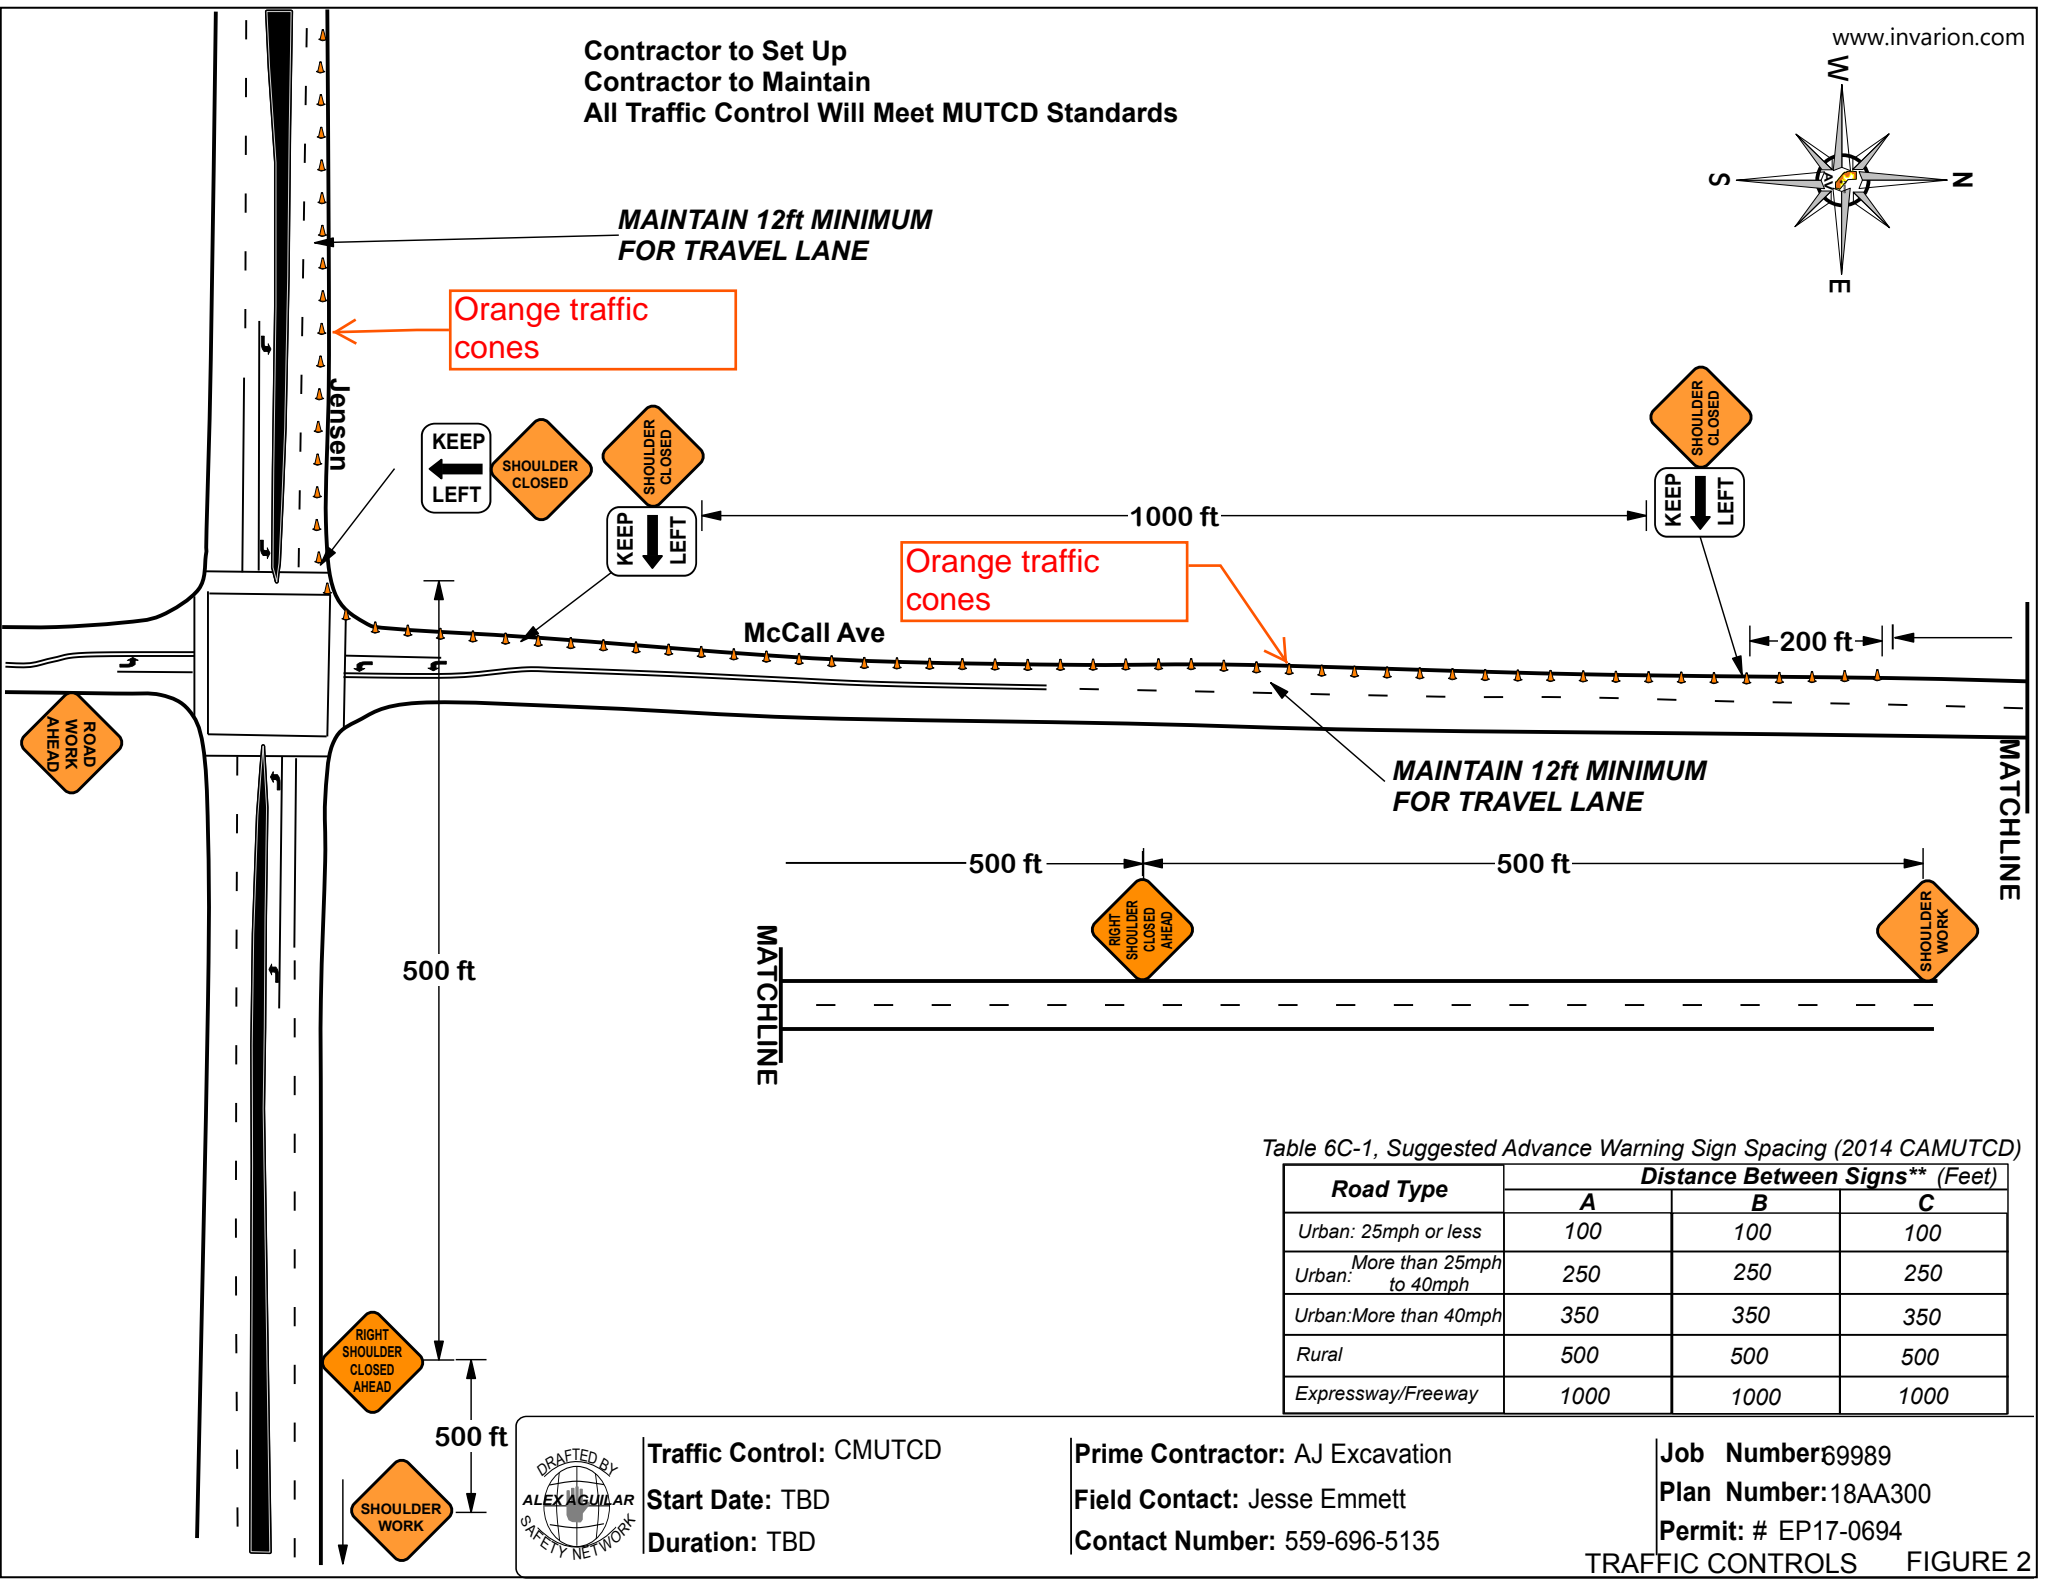 www.invarion.com
Contractor to Set Up
Contractor to Maintain
All Traffic Control Will Meet MUTCD Standards
W
S
N
E
AV
MAINTAIN 12ft MINIMUM
FOR TRAVEL LANE
Orange traffic
cones
Jensen
KEEP
LEFT
SHOULDER
CLOSED
SHOULDER
CLOSED
KEEP
LEFT
1000 ft
SHOULDER
CLOSED
KEEP
LEFT
Orange traffic
cones
McCall Ave
200 ft
ROAD
WORK
AHEAD
MAINTAIN 12ft MINIMUM
FOR TRAVEL LANE
MATCHLINE
500 ft
500 ft
RIGHT
SHOULDER
CLOSED
AHEAD
SHOULDER
WORK
MATCHLINE
500 ft
RIGHT
SHOULDER
CLOSED
AHEAD
500 ft
SHOULDER
WORK
Table 6C-1, Suggested Advance Warning Sign Spacing (2014 CAMUTCD)
Road Type Distance Between Signs** (Feet)
A B C
Urban: 25mph or less 100 100 100
Urban: More than 25mph to 40mph 250 250 250
Urban:More than 40mph 350 350 350
Rural 500 500 500
Expressway/Freeway 1000 1000 1000
DRAFTED BY
ALEX AGUILAR
SAFETY NETWORK
Traffic Control: CMUTCD
Start Date: TBD
Duration: TBD
Prime Contractor: AJ Excavation
Field Contact: Jesse Emmett
Contact Number: 559-696-5135
Job Number:69989
Plan Number:18AA300
Permit: # EP17-0694
TRAFFIC CONTROLS FIGURE 2